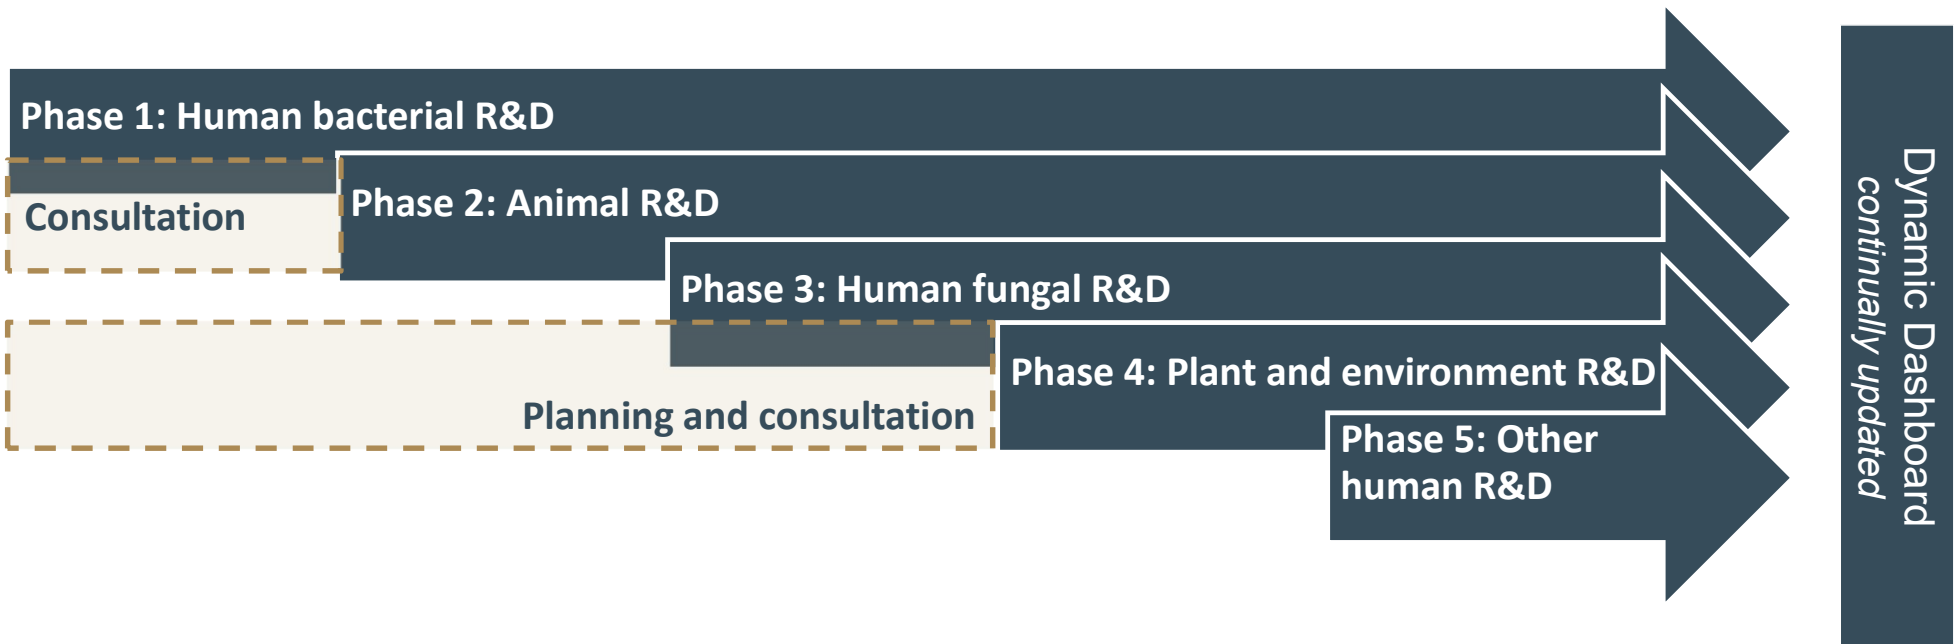 Phase 1: Human bacterial R&D
Consultation
Phase 2: Animal R&D
Phase 3: Human fungal R&D
Planning and consultation
Phase 4: Plant and environment R&D
Phase 5: Other
human R&D
Dynamic Dashboard
continually updated